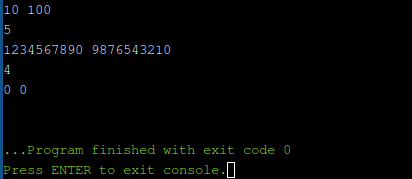 10 100
5
1234567890 9876543210
4
0 0
...Program finished with exit code 0
Press ENTER to exit console.